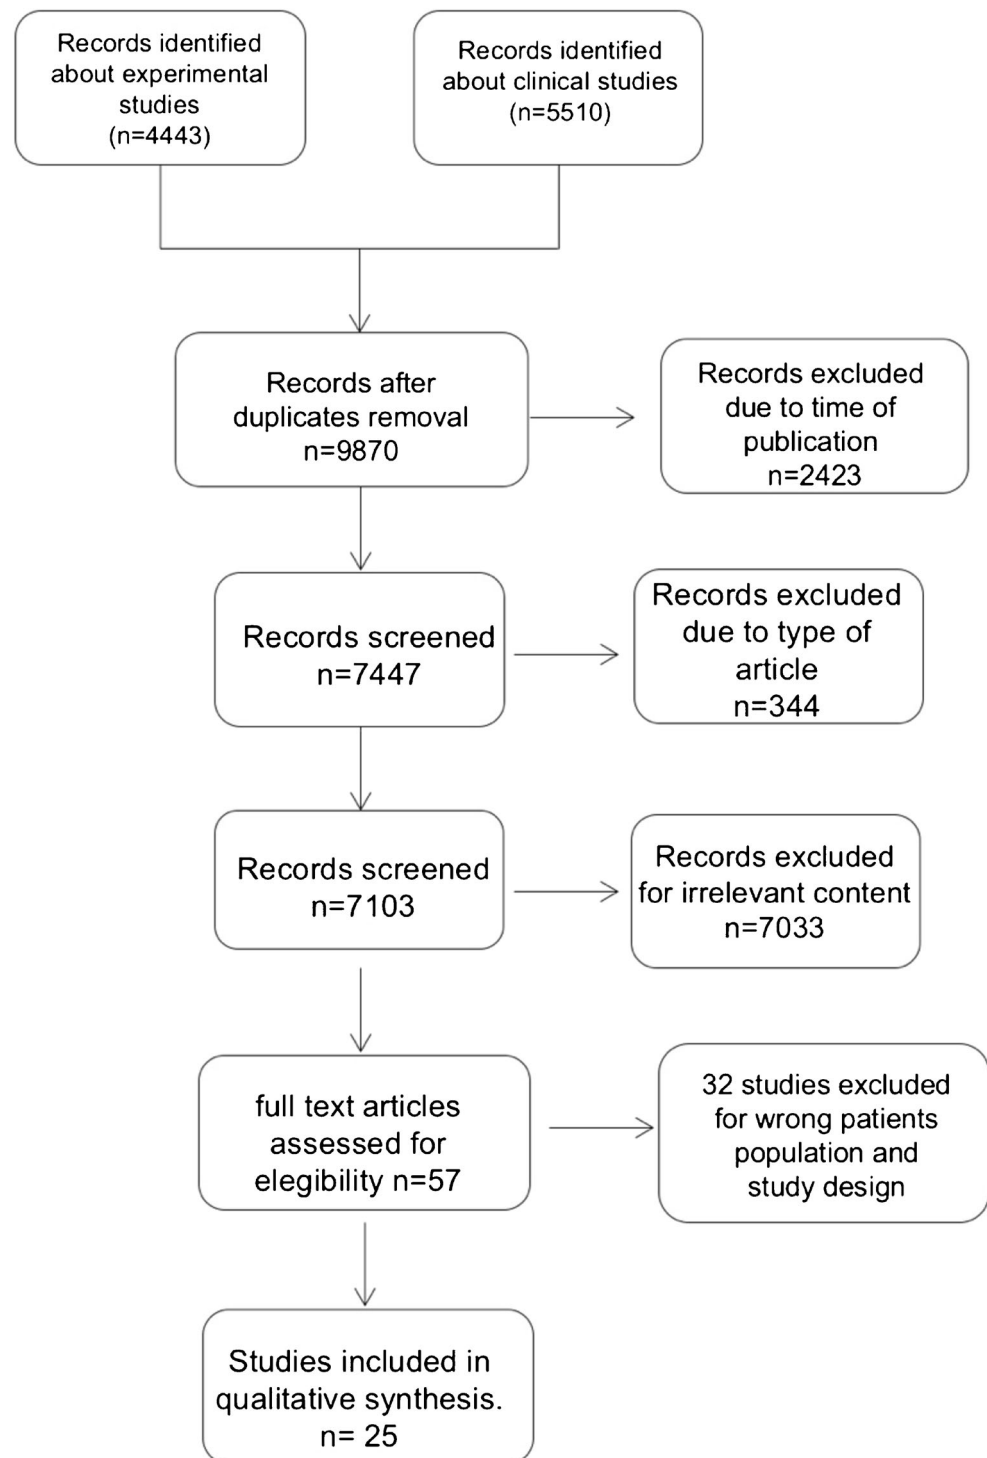 Records identified
about experimental
studies
(n=4443)
Records identified
about clinical studies
(n=5510)
Records after
duplicates removal
n=9870
Records excluded
due to time of
publication
n=2423
Records screened
n=7447
Records excluded
due to type of
article
n=344
Records screened
n=7103
Records excluded
for irrelevant content
n=7033
full text articles
assessed for
elegibility n=57
32 studies excluded
for wrong patients
population and
study design
Studies included in
qualitative synthesis.
n= 25